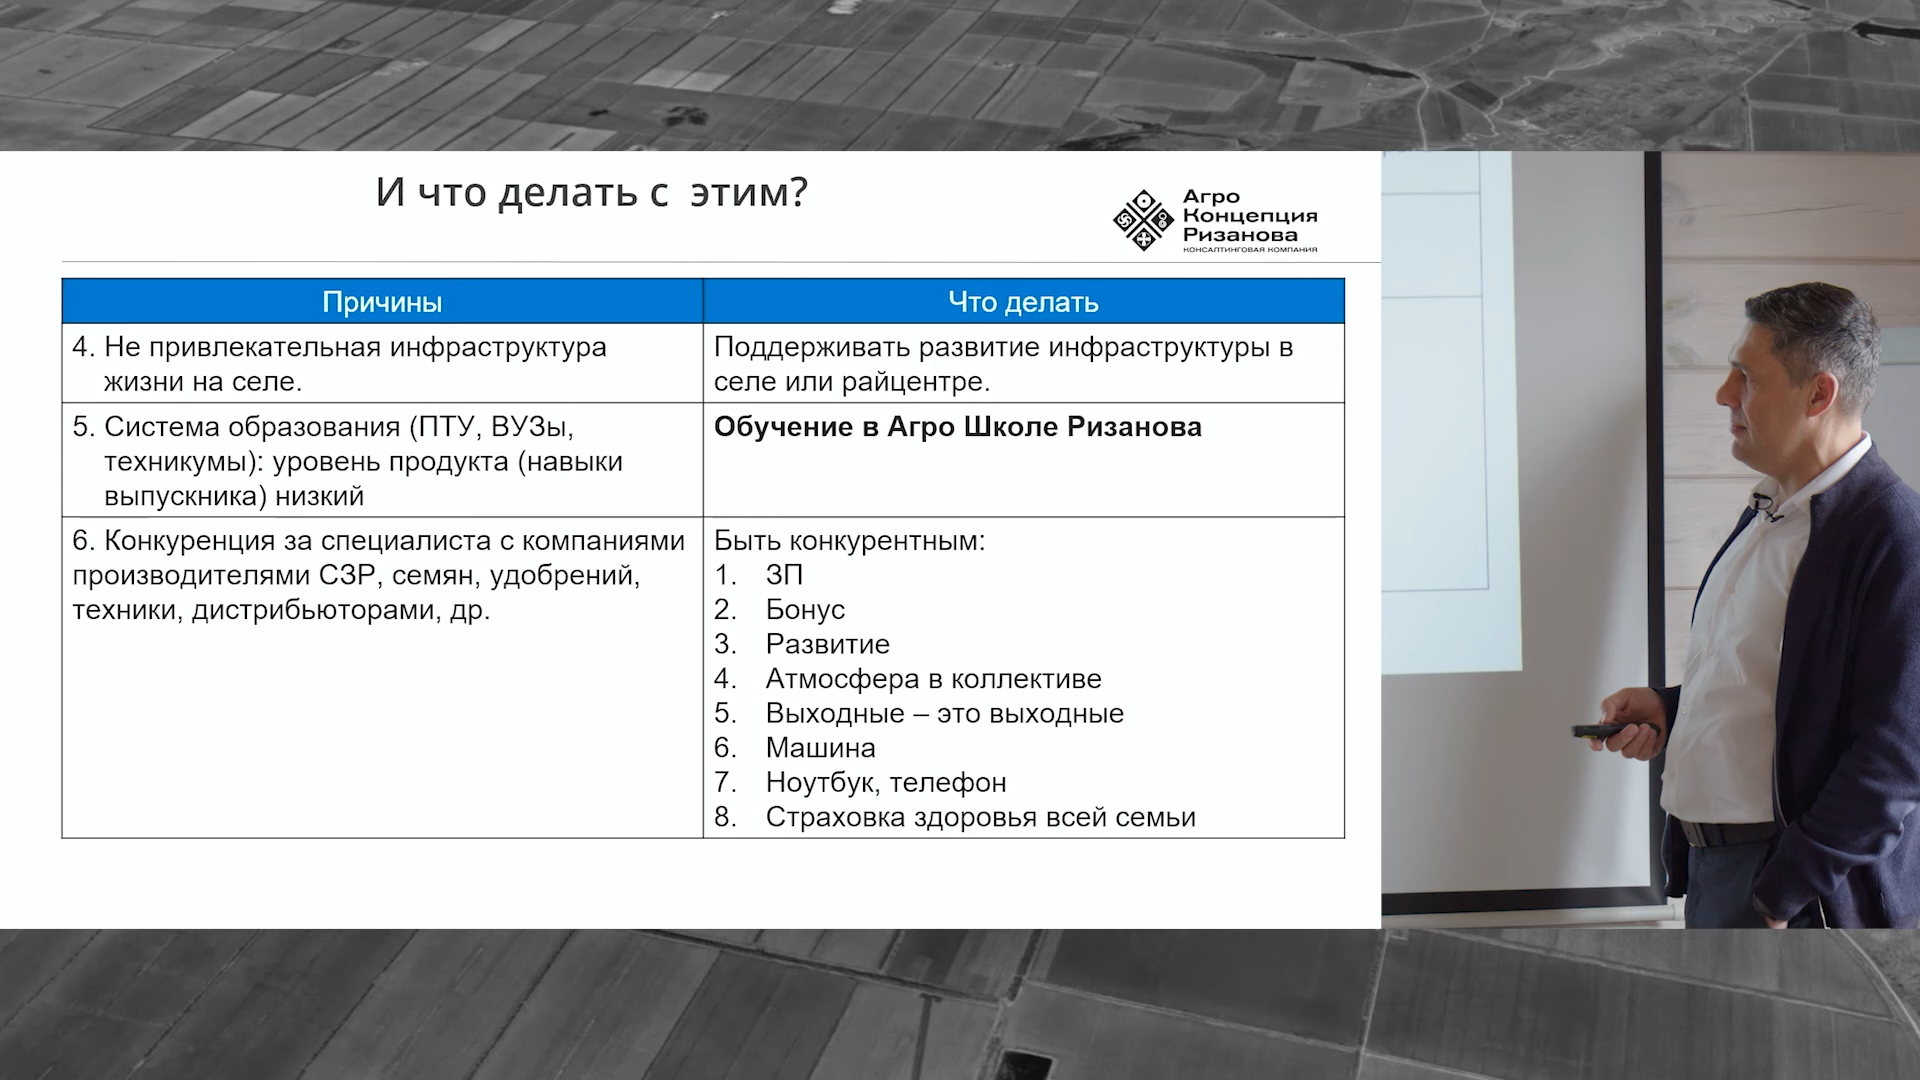 И что делать с этим?
Агро
Концепция
Ризанова
КОНСАЛТИНГОВАЯ КОМПАНИЯ
Причины
Что делать
4. Не привлекательная инфраструктура
жизни на селе.
Поддерживать развитие инфраструктуры в
селе или райцентре.
5. Система образования (ПТУ, ВУЗы,
техникумы): уровень продукта (навыки
выпускника) низкий
Обучение в Агро Школе Ризанова
6. Конкуренция за специалиста с компаниями
производителями СЗР, семян, удобрений,
техники, дистрибьюторами, др.
Быть конкурентным:
1. ЗП
2. Бонус
3. Развитие
4. Атмосфера в коллективе
5. Выходные – это выходные
6. Машина
7. Ноутбук, телефон
8. Страховка здоровья всей семьи